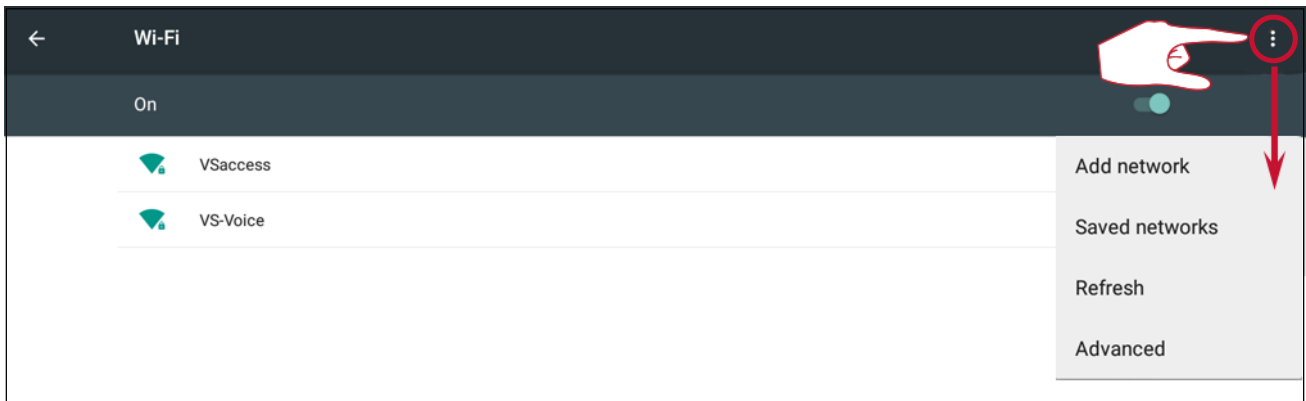 Wi-Fi
On
VSaccess
VS-Voice
Add network
Saved networks
Refresh
Advanced